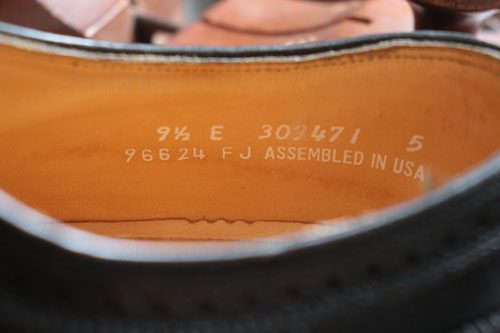 9½ E 303471 5
96624 FJ ASSEMBLED IN USA